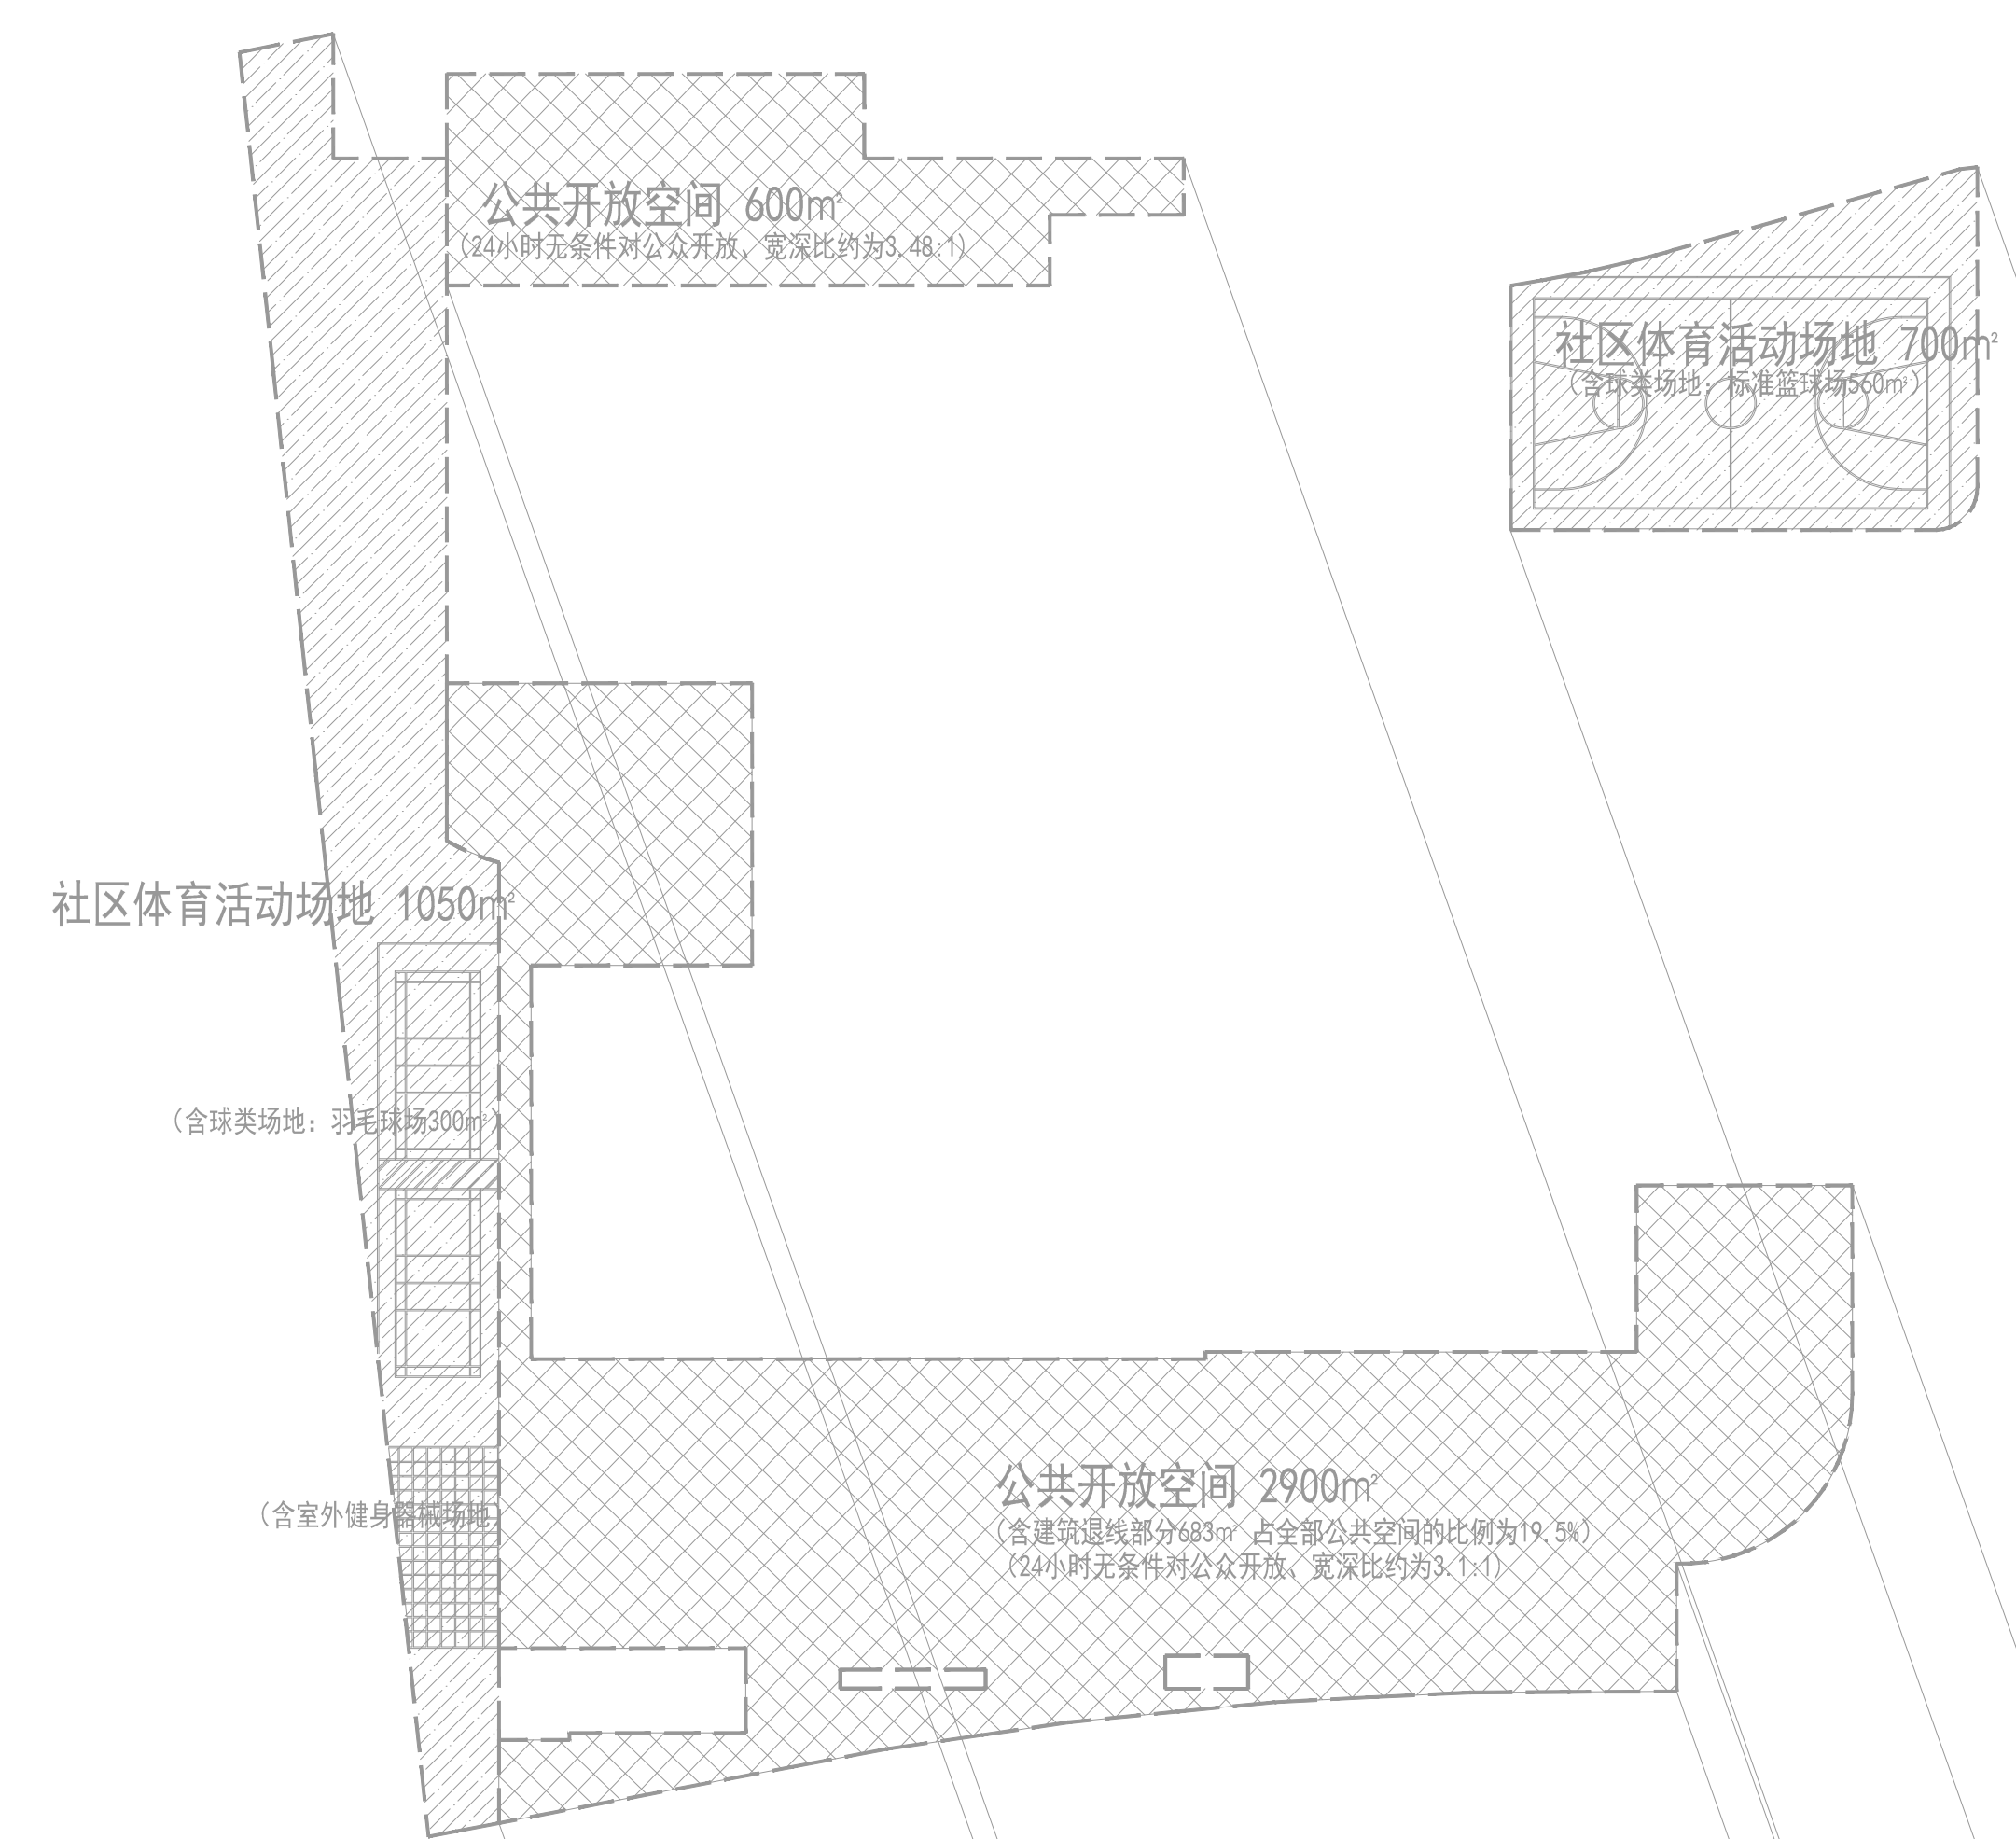 公共开放空间 600m²
（24小时无条件对公众开放、宽深比约为3.48:1）
社区体育活动场地 700m²
（含球类场地：标准篮球场560m²）
社区体育活动场地 1050m²
（含球类场地：羽毛球场300m²）
（含室外健身器械场地）
公共开放空间 2900m²
（含建筑退线部分683m² 占全部公共空间的比例为19.5%）
（24小时无条件对公众开放、宽深比约为3.1:1）